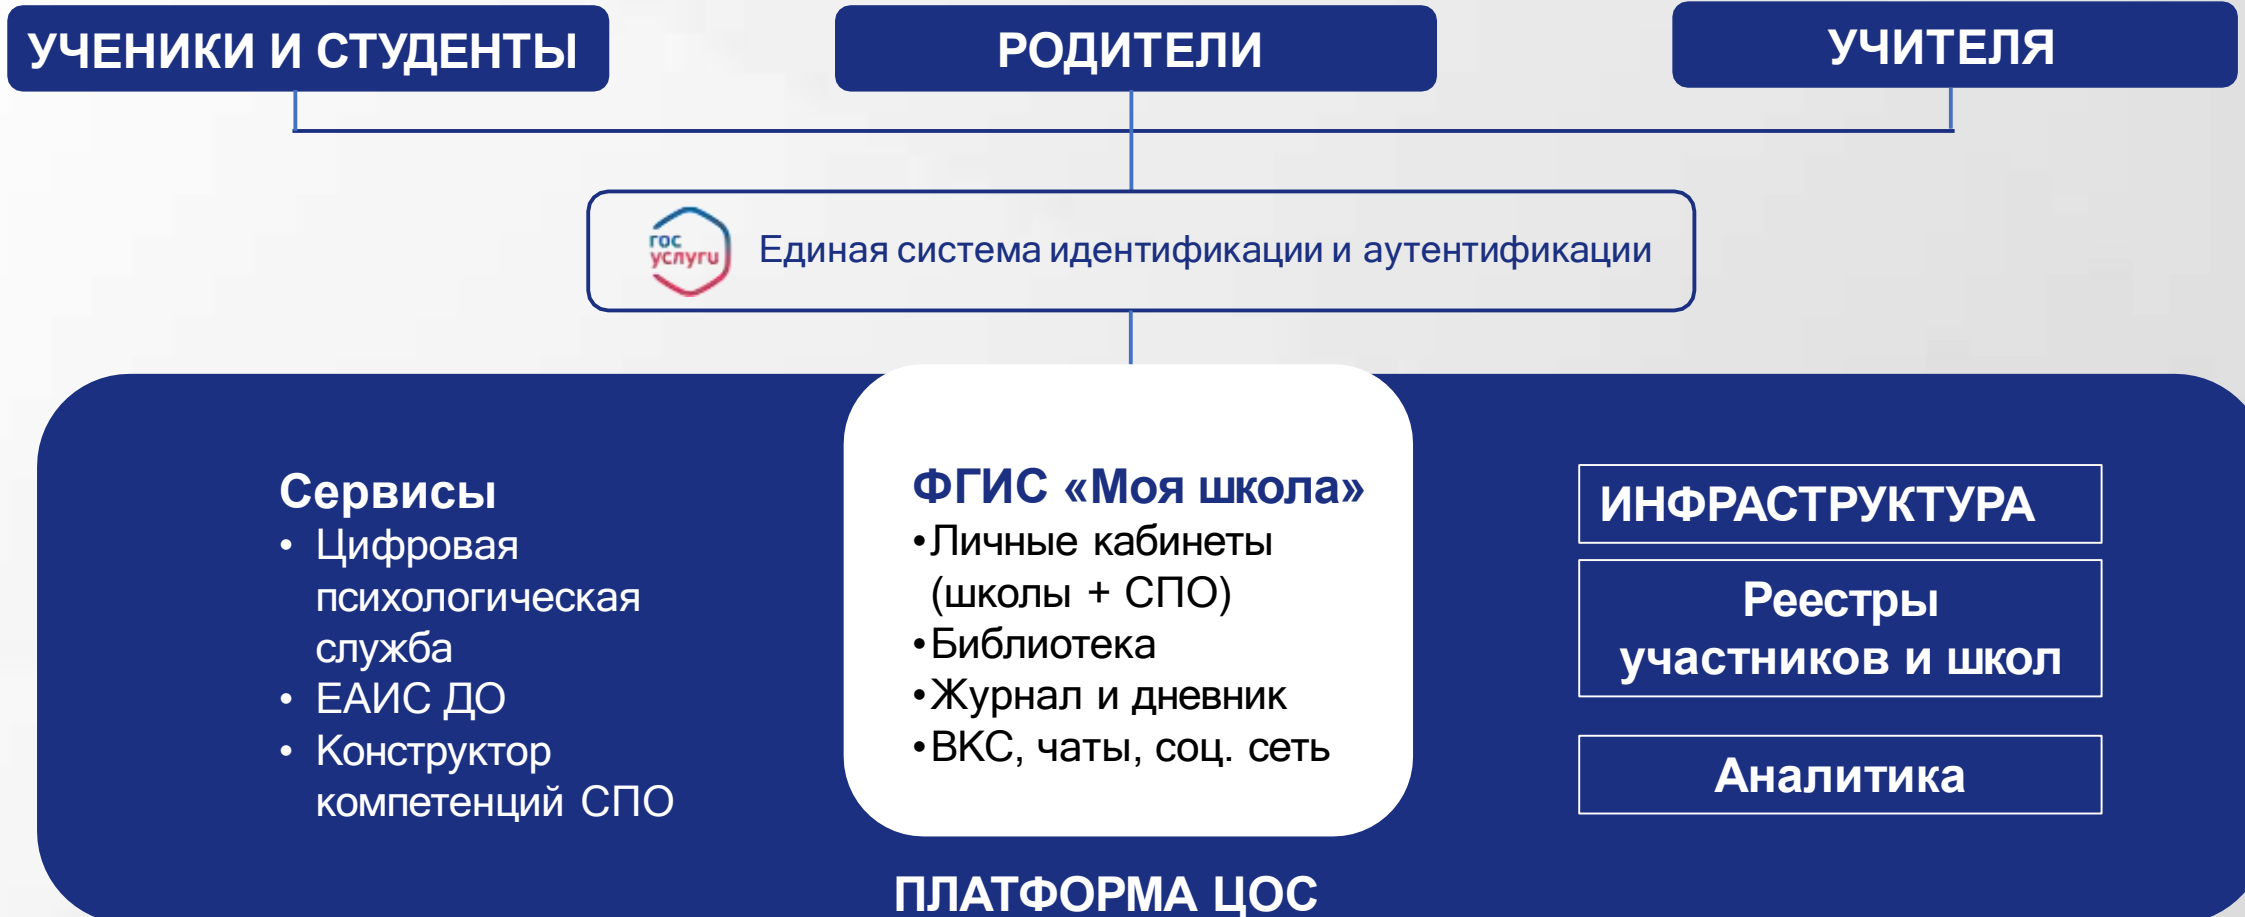 УЧЕНИКИ И СТУДЕНТЫ
РОДИТЕЛИ
УЧИТЕЛЯ
гос
услуги
Единая система идентификации и аутентификации
Сервисы
• Цифровая
психологическая
служба
• ЕАИС ДО
• Конструктор
компетенций СПО
ФГИС «Моя школа»
•Личные кабинеты
(школы + СПО)
•Библиотека
•Журнал и дневник
•ВКС, чаты, соц. сеть
ИНФРАСТРУКТУРА
Реестры
участников и школ
Аналитика
ПЛАТФОРМА ЦОС